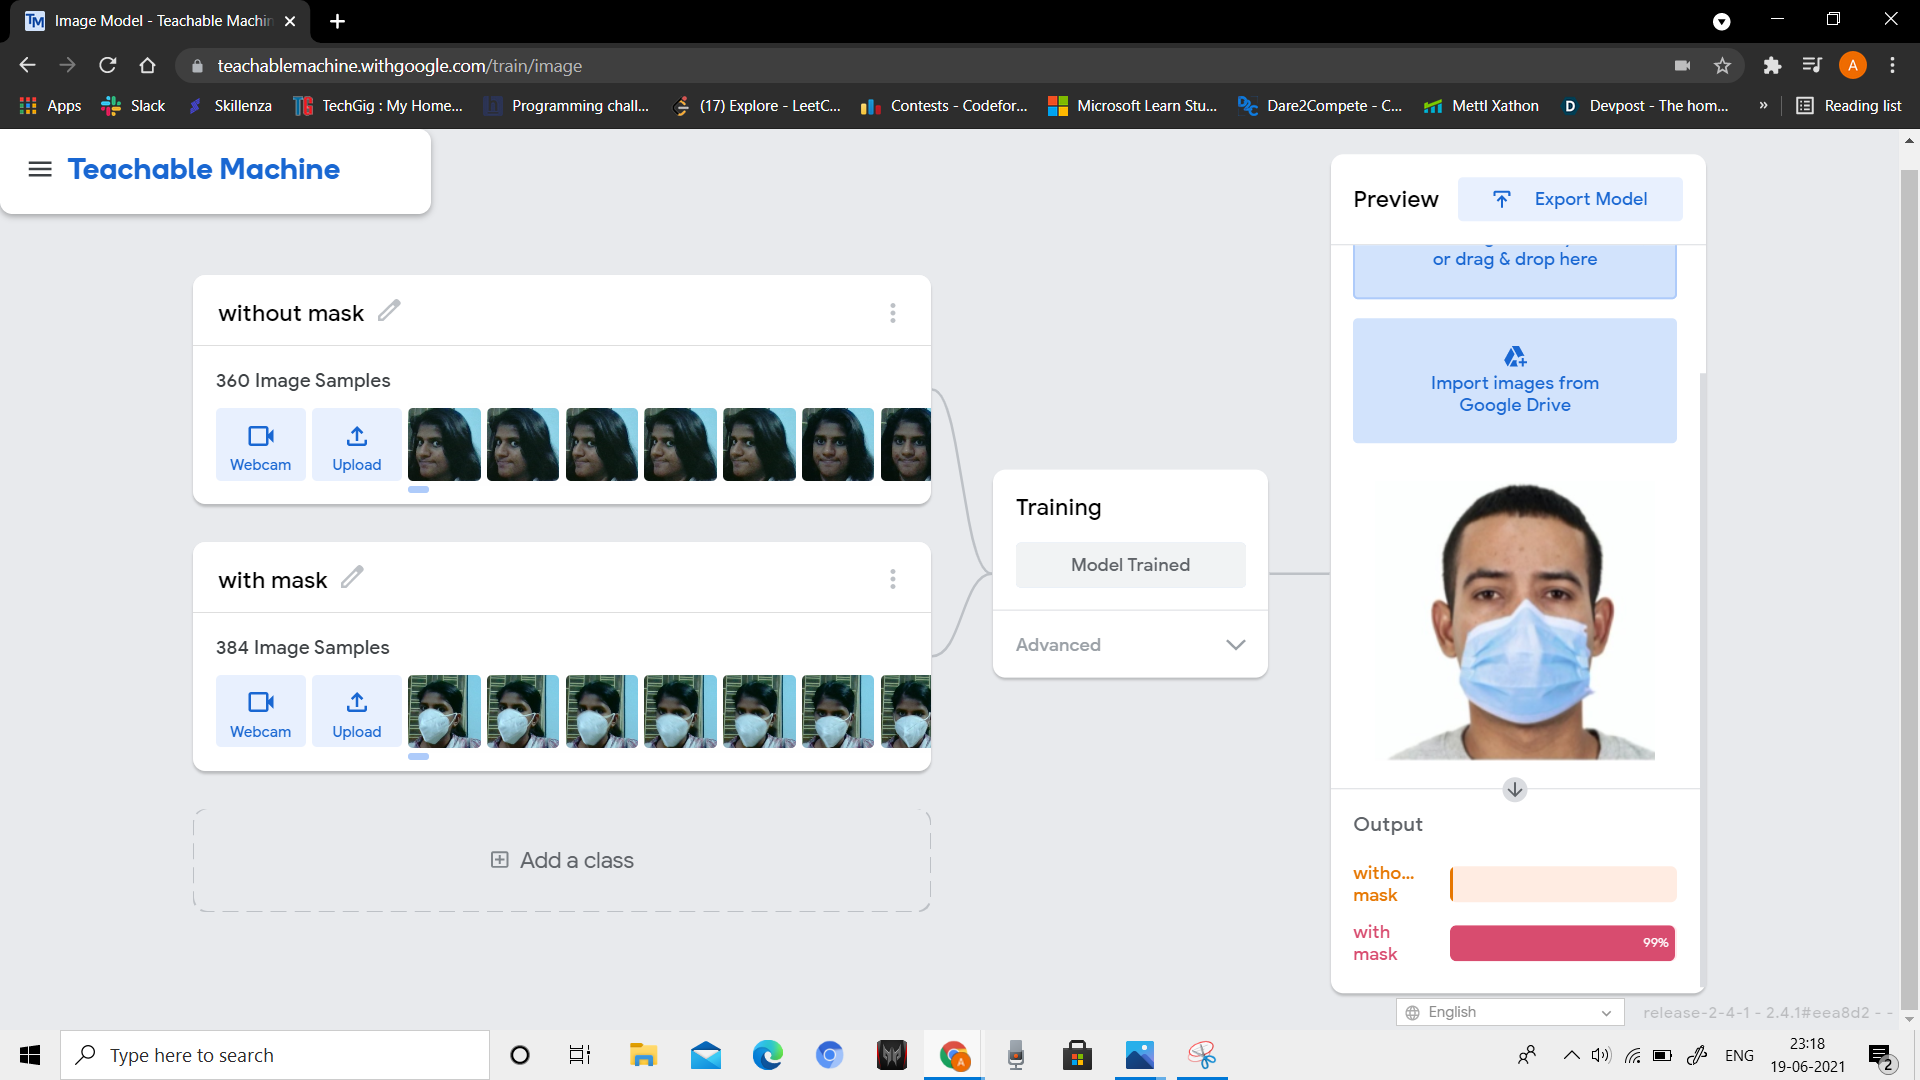 Image Model - Teachable Machin
teachablemachine.withgoogle.com/train/image
A
Apps
Slack
Skillenza
TG
TechGig : My Home...
Programming chall...
(17) Explore - LeetC...
Contests - Codefor...
Microsoft Learn Stu...
Dare2Compete - C...
Mettl Xathon
D
Devpost - The hom...
»
Reading list
Teachable Machine
Preview
Export Model
or drag & drop here
Import images from
Google Drive
without mask
360 Image Samples
Webcam
Upload
with mask
384 Image Samples
Webcam
Upload
Add a class
Training
Model Trained
Advanced
Output
witho...
mask
with
mask
99%
English
release-2-4-1 - 2.4.1#eea8d2 - -
Type here to search
A
ENG
23:18
19-06-2021
2